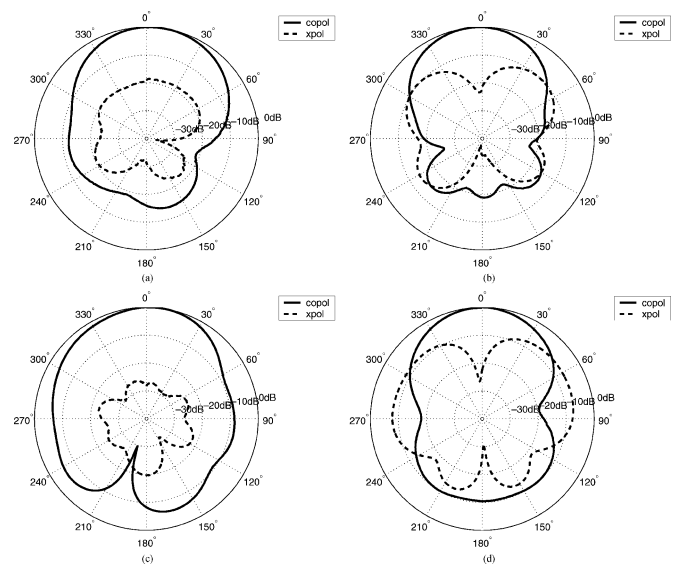 0°
30°
60°
90°
120°
150°
180°
210°
240°
270°
300°
330°
−30dB
−20dB
−10dB
0dB
copol
xpol
(a)
0°
30°
60°
90°
120°
150°
180°
210°
240°
270°
300°
330°
−30dB
−20dB
−10dB
0dB
copol
xpol
(b)
0°
30°
60°
90°
120°
150°
180°
210°
240°
270°
300°
330°
−30dB
−20dB
−10dB
0dB
copol
xpol
(c)
0°
30°
60°
90°
120°
150°
180°
210°
240°
270°
300°
330°
−30dB
−20dB
−10dB
0dB
copol
xpol
(d)